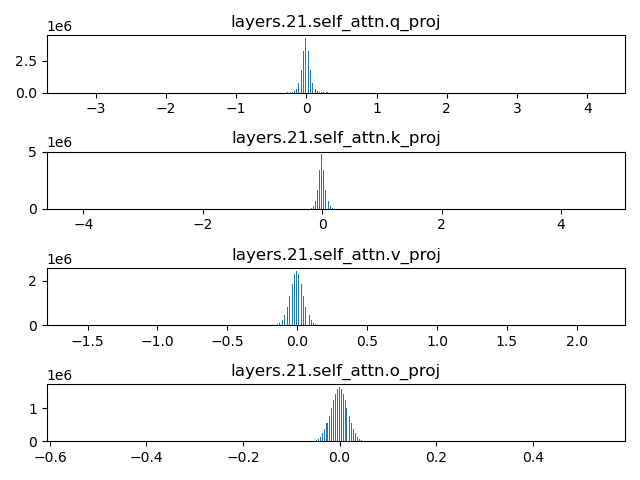 layers.21.self_attn.q_proj
1e6
2.5
0.0
−3 −2 −1 0 1 2 3 4
layers.21.self_attn.k_proj
1e6
5
0
−4 −2 0 2 4
layers.21.self_attn.v_proj
1e6
2
0
−1.5 −1.0 −0.5 0.0 0.5 1.0 1.5 2.0
layers.21.self_attn.o_proj
1e6
1
0
−0.6 −0.4 −0.2 0.0 0.2 0.4